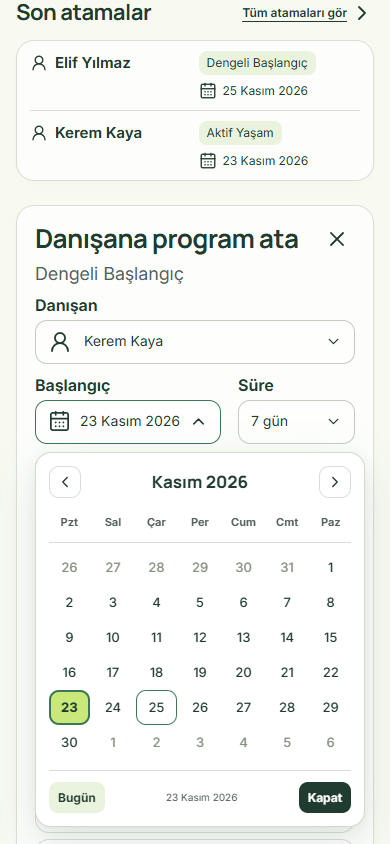 Son atamalar
Tüm atamaları gör
Elif Yılmaz
Dengeli Başlangıç
25 Kasım 2026
Kerem Kaya
Aktif Yaşam
23 Kasım 2026
Danışana program ata
Dengeli Başlangıç
Danışan
Kerem Kaya
Başlangıç Süre
23 Kasım 2026 7 gün
Kasım 2026
Pzt Sal Çar Per Cum Cmt Paz
26 27 28 29 30 31 1
2 3 4 5 6 7 8
9 10 11 12 13 14 15
16 17 18 19 20 21 22
23 24 25 26 27 28 29
30 1 2 3 4 5 6
Bugün 23 Kasım 2026 Kapat